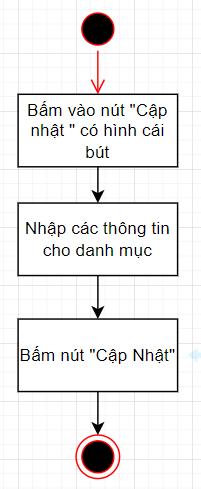 Bấm vào nút "Cập
nhật " có hình cái
bút
Nhập các thông tin
cho danh mục
Bấm nút "Cập Nhật"